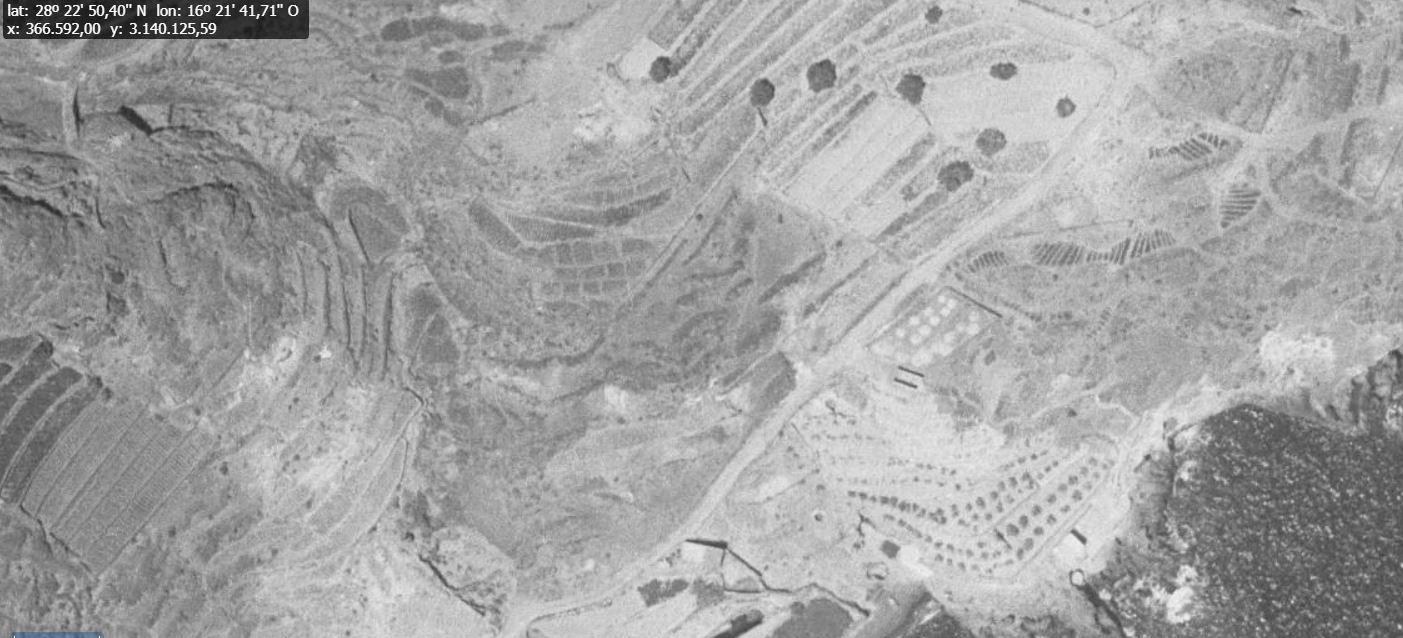 lat: 28º 22' 50,40" N lon: 16º 21' 41,71" O
x: 366.592,00 y: 3.140.125,59